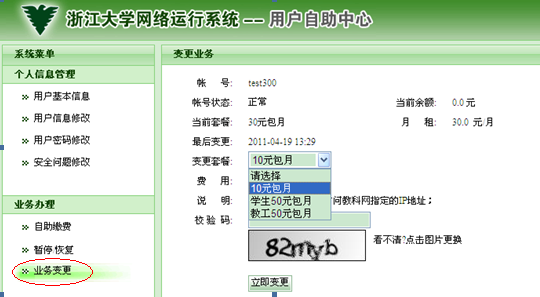 浙江大学网络运行系统 -- 用户自助中心
系统菜单
个人信息管理
用户基本信息
用户信息修改
用户密码修改
安全问题修改
业务办理
自助缴费
暂停恢复
业务变更
变更业务
帐 号: test300
帐号状态: 正常 当前余额: 0.0 元
当前套餐: 30元包月 月 租: 30.0 元/月
最后变更: 2011-04-19 13:29
变更套餐: 10元包月
请选择
费 用:
10元包月
说 明: 学生50元包月 问教科网指定的IP地址；
教工50元包月
校 验 码:
82myb 看不清?点击图片更换
立即变更